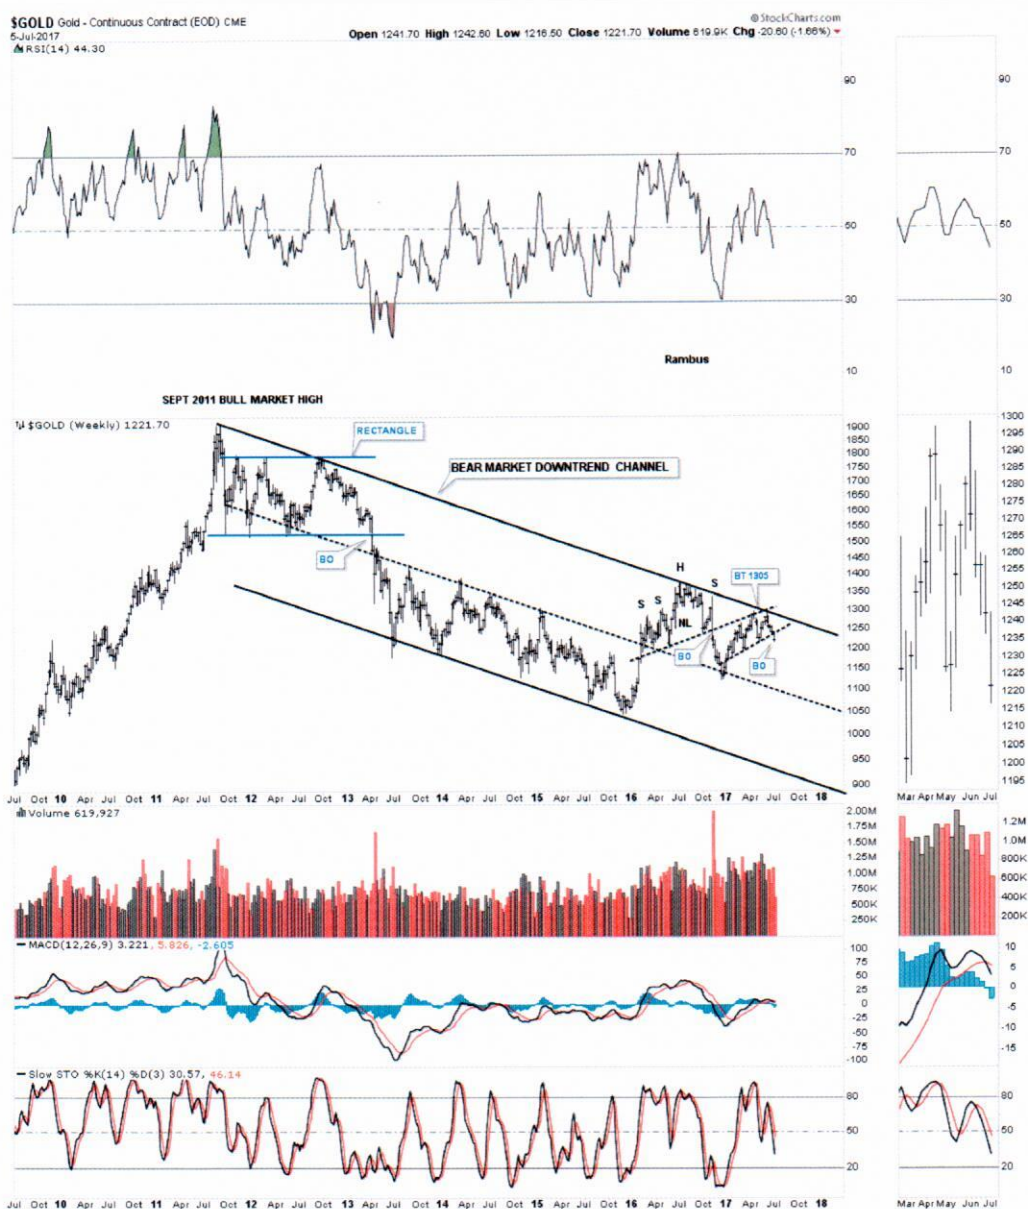 $GOLD Gold - Continuous Contract (EOD) CME
© StockCharts.com
5-Jul-2017
Open 1241.70 High 1242.60 Low 1216.50 Close 1221.70 Volume 619.9K Chg -20.60 (-1.66%)
RSI(14) 44.30
90
70
50
30
10
90
70
50
30
10
Rambus
SEPT 2011 BULL MARKET HIGH
$GOLD (Weekly) 1221.70
RECTANGLE
BEAR MARKET DOWNTREND CHANNEL
BO
H
S
S
S
NL
BT 1305
BO
BO
1900
1850
1800
1750
1700
1650
1600
1550
1500
1450
1400
1350
1300
1250
1200
1150
1100
1050
1000
950
900
1300
1295
1290
1285
1280
1275
1270
1265
1260
1255
1250
1245
1240
1235
1230
1225
1220
1215
1210
1205
1200
1195
Jul Oct 10 Apr Jul Oct 11 Apr Jul Oct 12 Apr Jul Oct 13 Apr Jul Oct 14 Apr Jul Oct 15 Apr Jul Oct 16 Apr Jul Oct 17 Apr Jul Oct 18
Mar Apr May Jun Jul
Volume 619,927
2.00M
1.75M
1.50M
1.25M
1.00M
750K
500K
250K
1.2M
1.0M
800K
600K
400K
200K
MACD(12,26,9) 3.221, 5.826, -2.605
100
75
50
25
0
-25
-50
-75
-100
10
5
0
-5
-10
-15
Slow STO %K(14) %D(3) 30.57, 46.14
80
50
20
80
50
20
Jul Oct 10 Apr Jul Oct 11 Apr Jul Oct 12 Apr Jul Oct 13 Apr Jul Oct 14 Apr Jul Oct 15 Apr Jul Oct 16 Apr Jul Oct 17 Apr Jul Oct 18
Mar Apr May Jun Jul